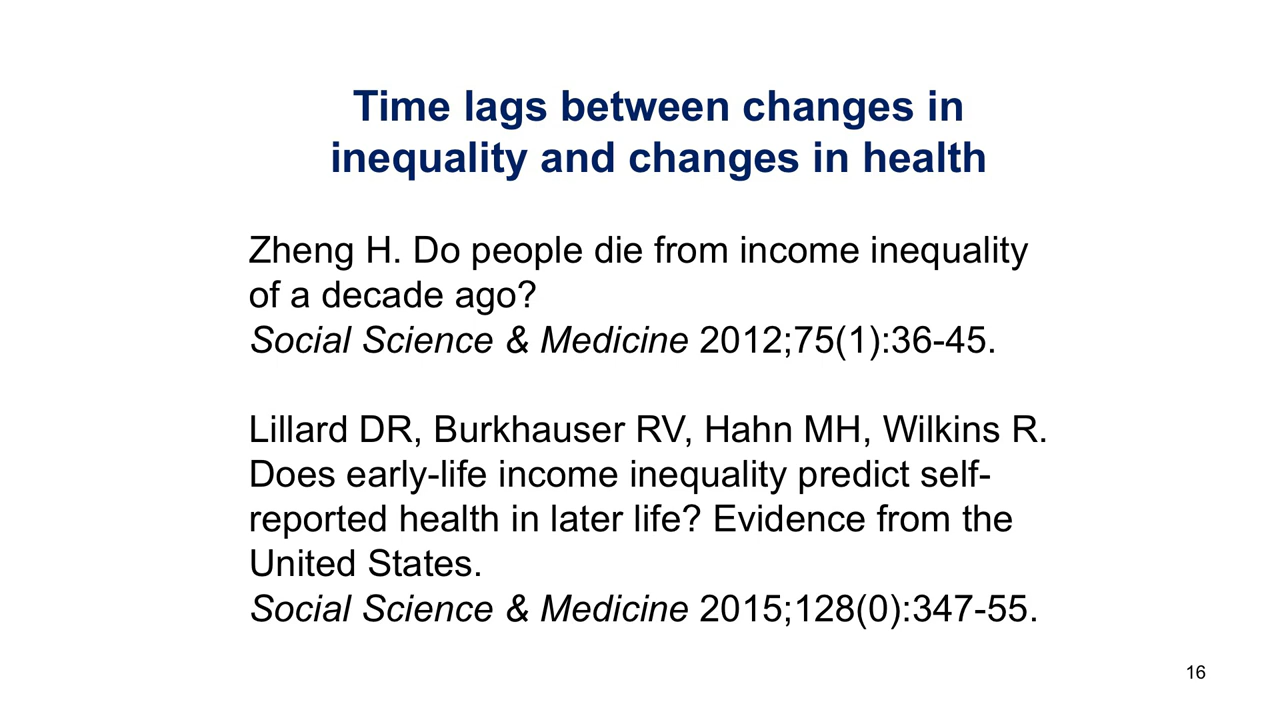 Time lags between changes in
inequality and changes in health
Zheng H. Do people die from income inequality
of a decade ago?
Social Science & Medicine 2012;75(1):36-45.
Lillard DR, Burkhauser RV, Hahn MH, Wilkins R.
Does early-life income inequality predict self-
reported health in later life? Evidence from the
United States.
Social Science & Medicine 2015;128(0):347-55.
16